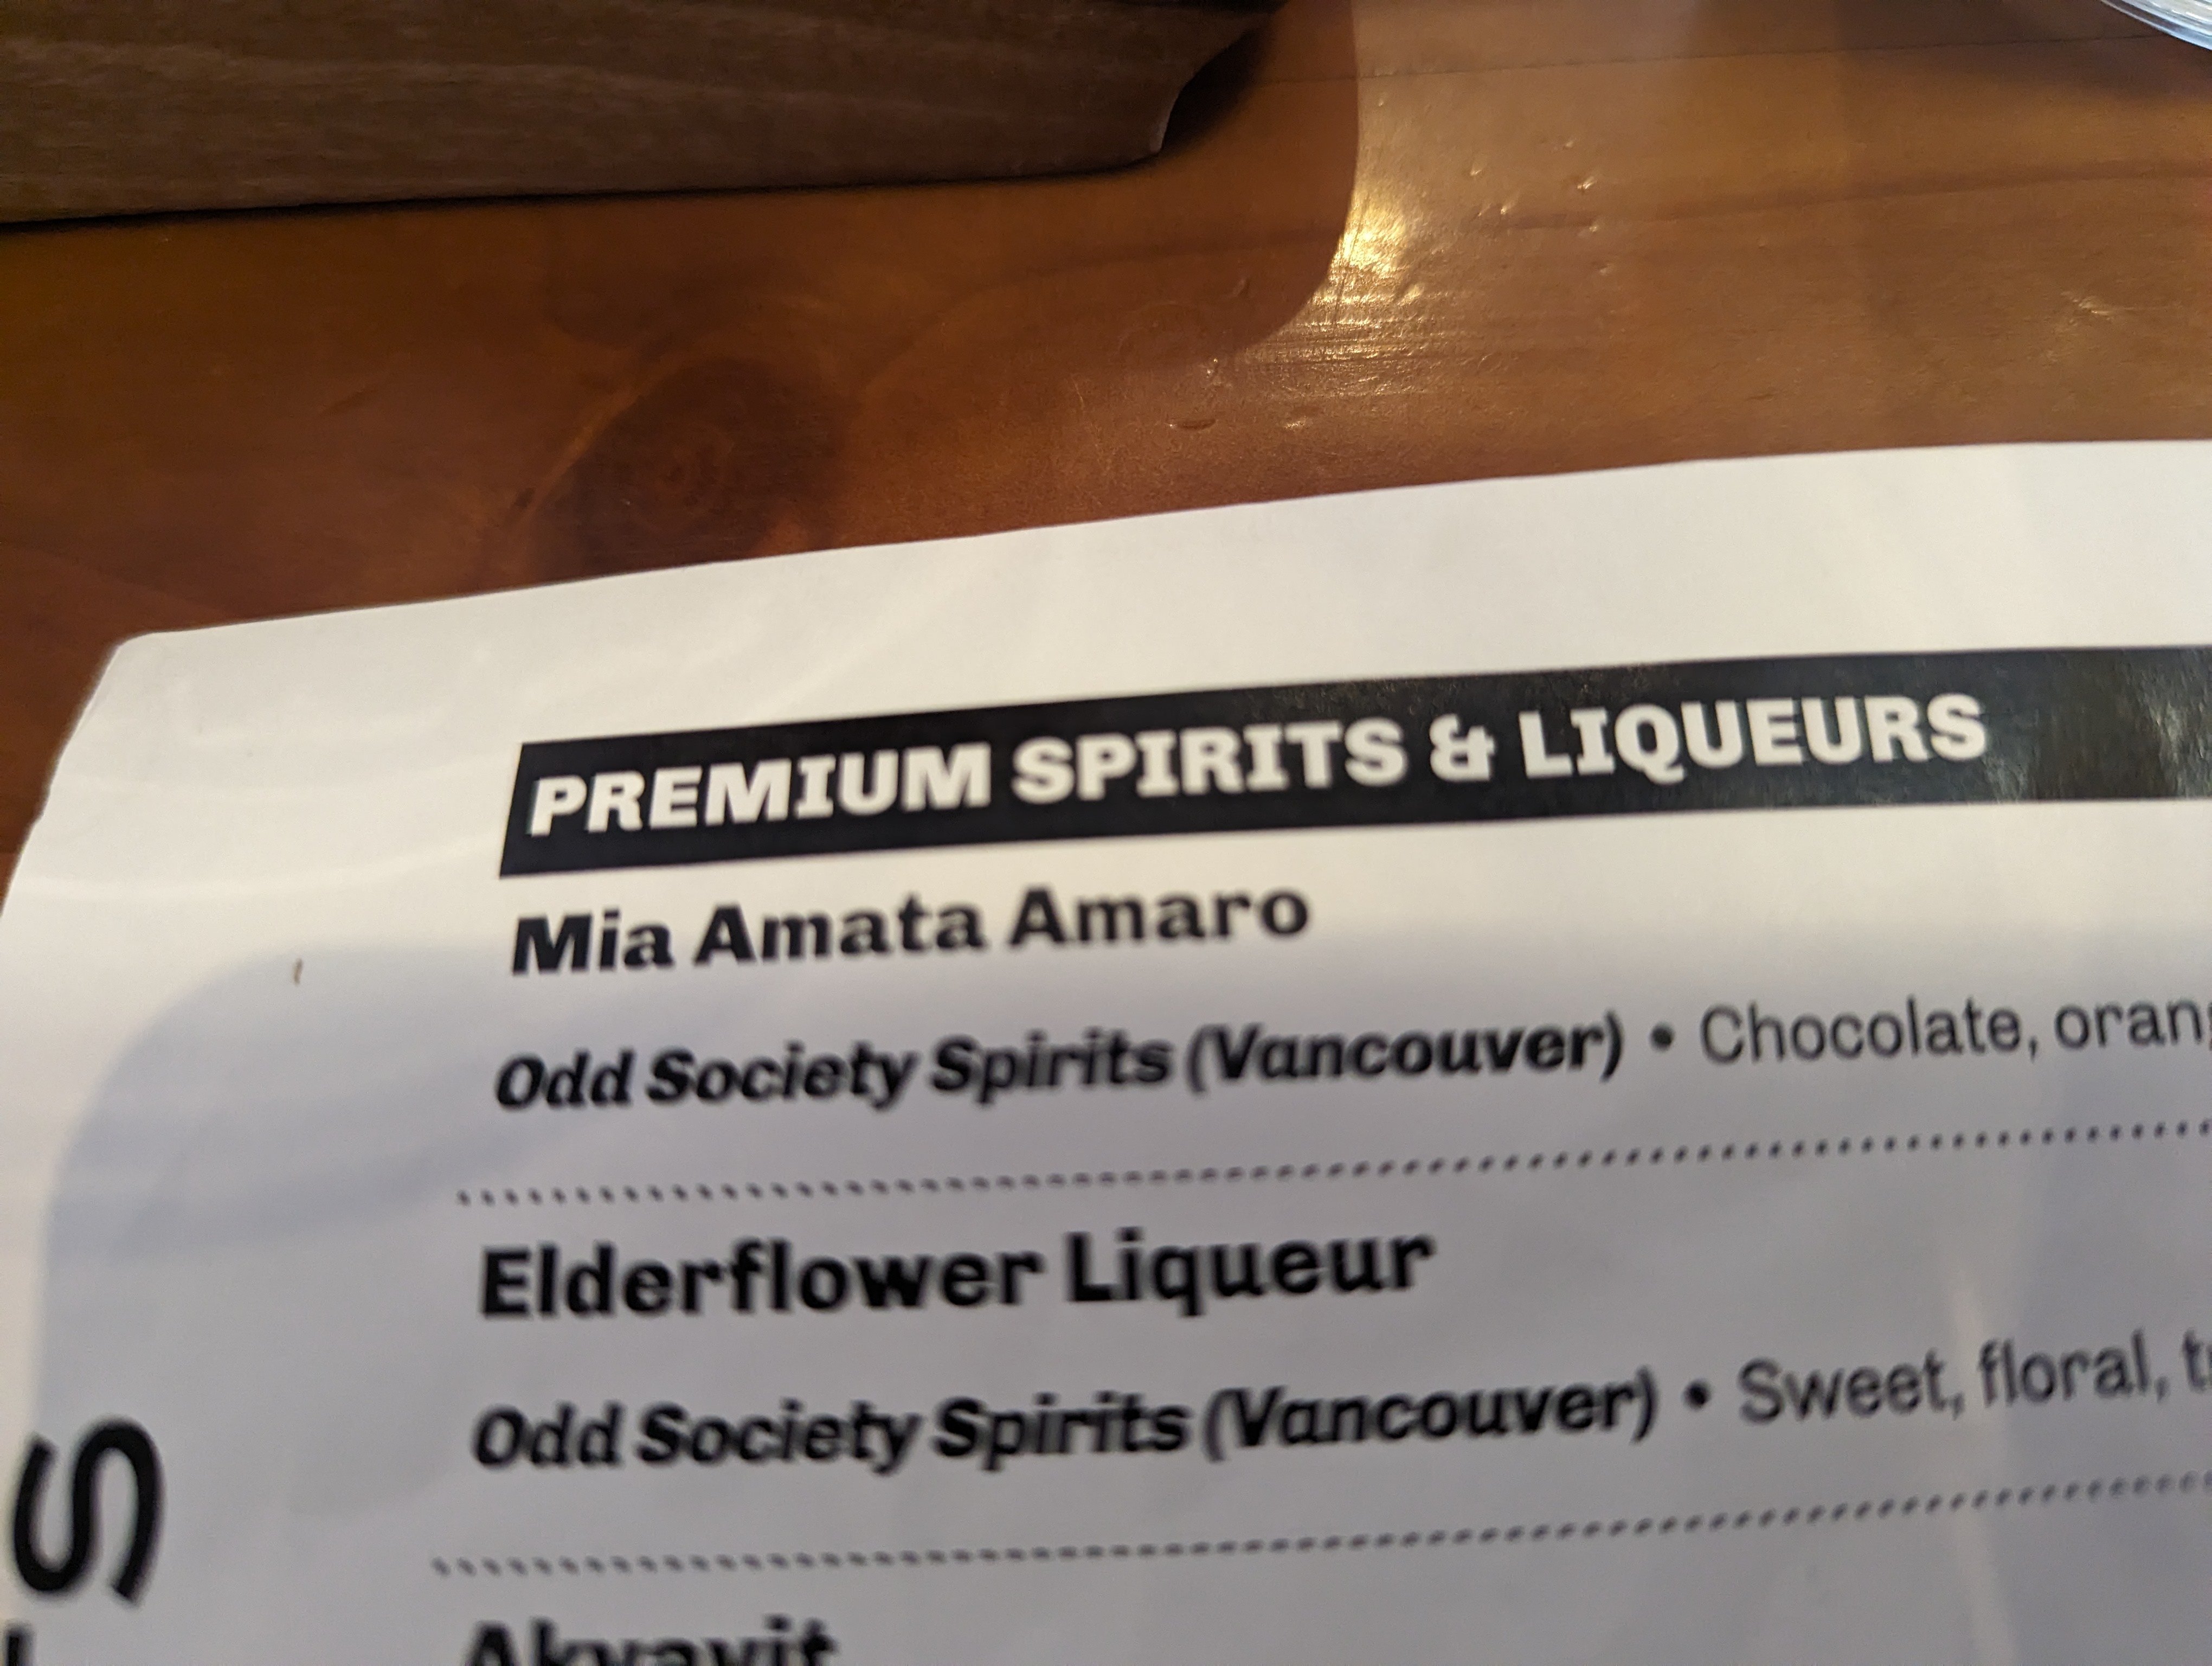 PREMIUM SPIRITS & LIQUEURS
Mia Amata Amaro
Odd Society Spirits (Vancouver) • Chocolate,
Elderflower Liqueur
Odd Society Spirits (Vancouver) • Sweet, floral,
Akvavit
S